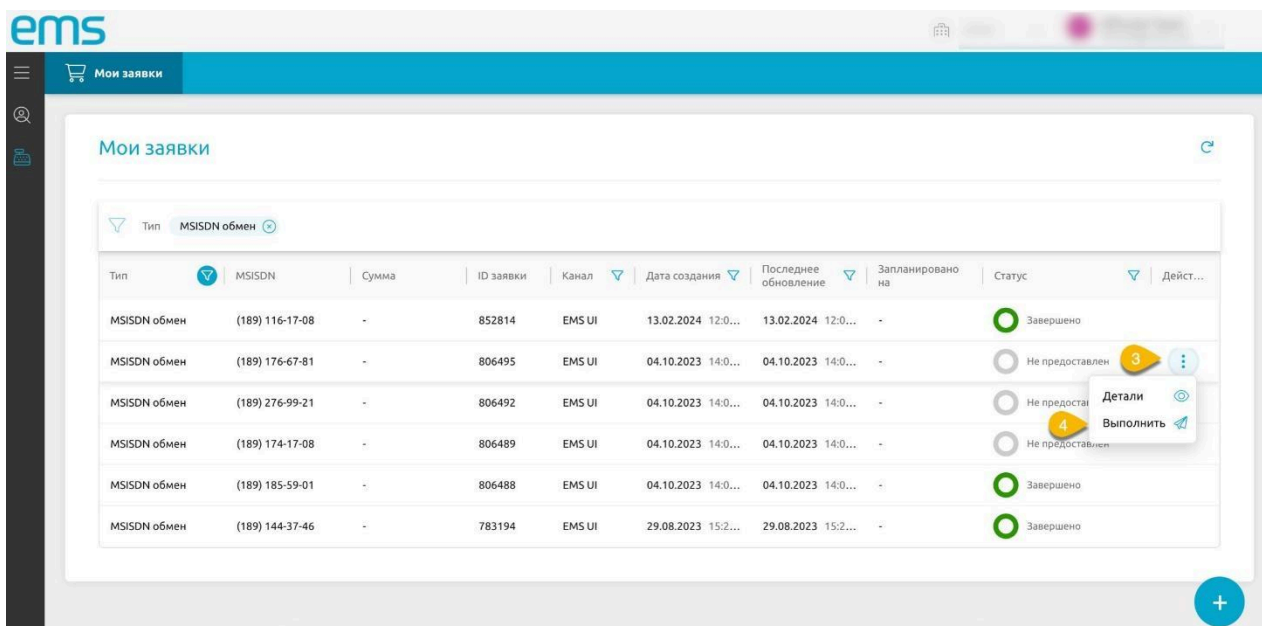 ems
Мои заявки
Мои заявки
Тип MSISDN обмен
Тип MSISDN Сумма ID заявки Канал Дата создания Последнее обновление Запланировано на Статус Дейст...
MSISDN обмен (189) 116-17-08 - 852814 EMS UI 13.02.2024 12:0... 13.02.2024 12:0... - Завершено
MSISDN обмен (189) 176-67-81 - 806495 EMS UI 04.10.2023 14:0... 04.10.2023 14:0... - Не предоставлен 3
MSISDN обмен (189) 276-99-21 - 806492 EMS UI 04.10.2023 14:0... 04.10.2023 14:0... - Не предостав
Детали
4 Выполнить
MSISDN обмен (189) 174-17-08 - 806489 EMS UI 04.10.2023 14:0... 04.10.2023 14:0... - Не предоставлен
MSISDN обмен (189) 185-59-01 - 806488 EMS UI 04.10.2023 14:0... 04.10.2023 14:0... - Завершено
MSISDN обмен (189) 144-37-46 - 783194 EMS UI 29.08.2023 15:2... 29.08.2023 15:2... - Завершено
+